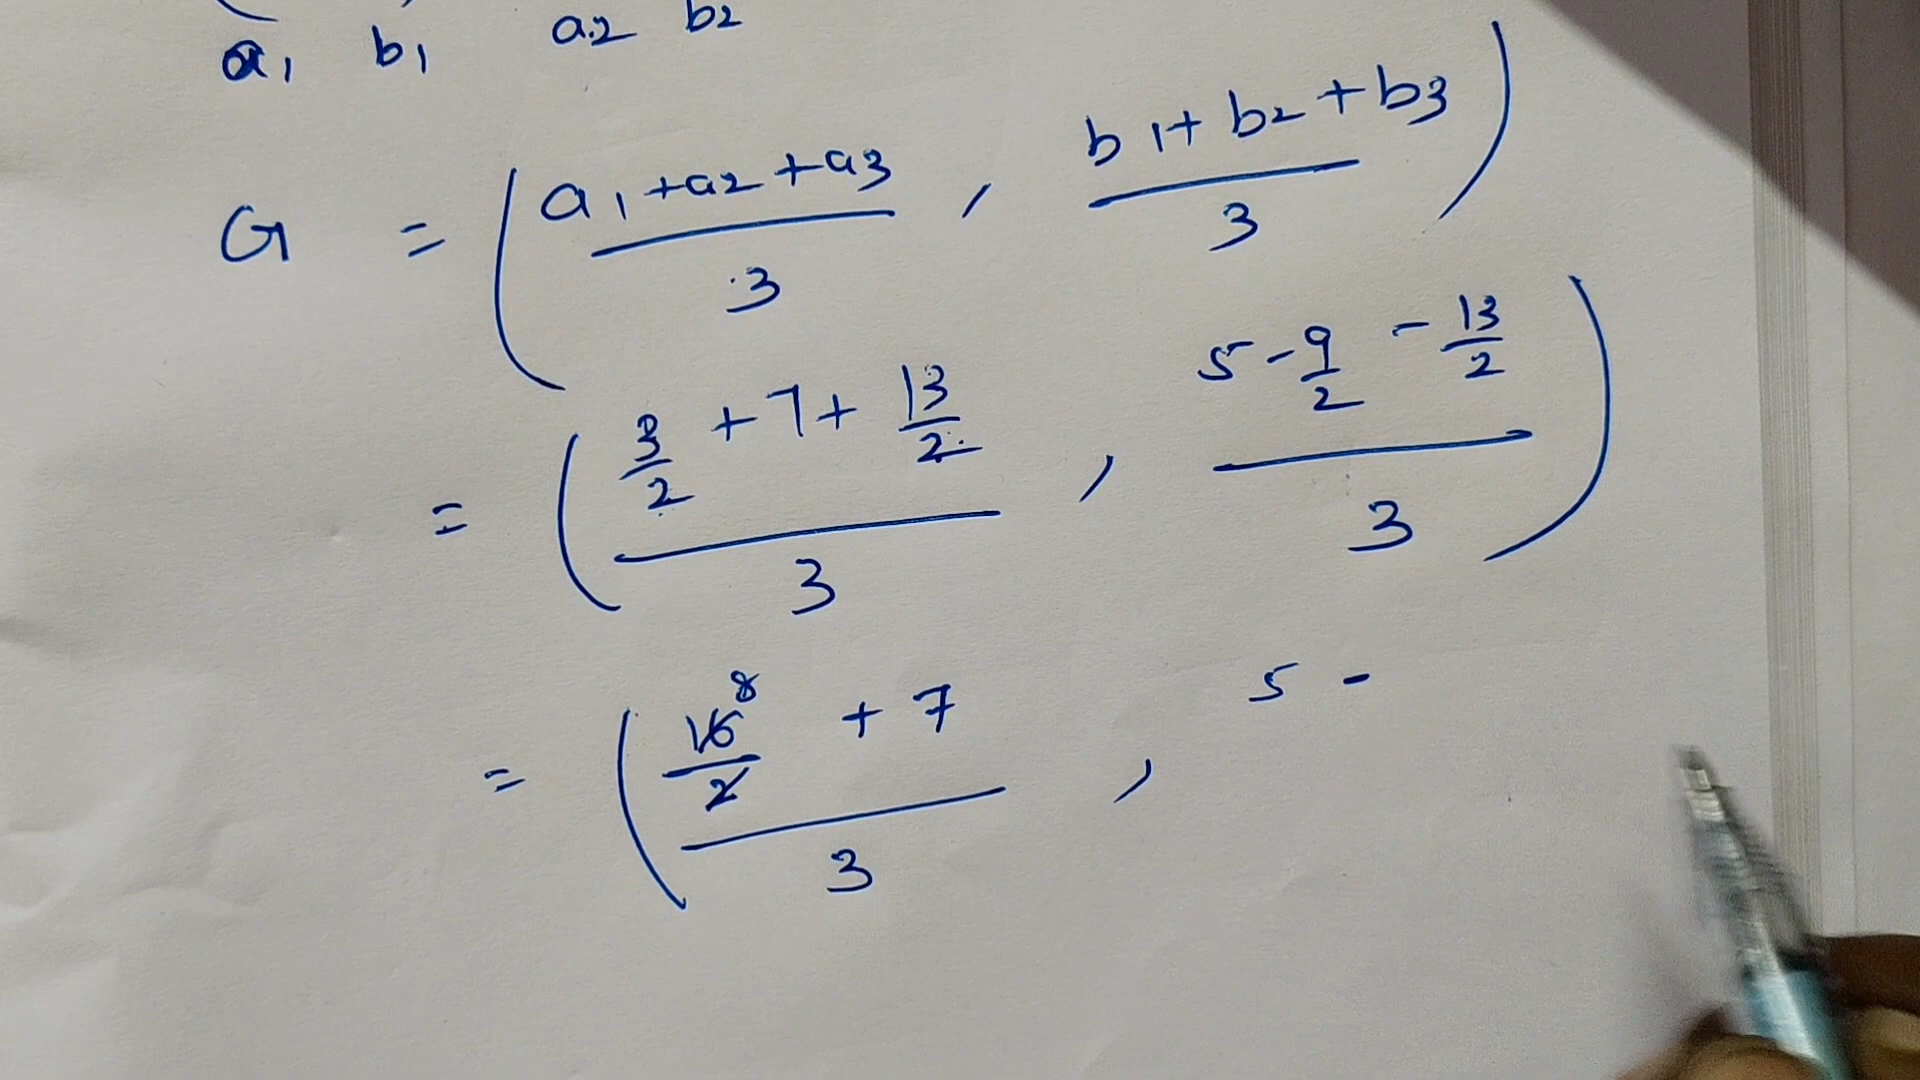 a1 b1 a2 b2
G = ( a1+a2+a3 / 3 , b1+b2+b3 / 3 )
= ( 3/2 +7+ 13/2 / 3 , 5 - 9/2 - 13/2 / 3 )
= ( 16/2 8 + 7 / 3 , 5 -